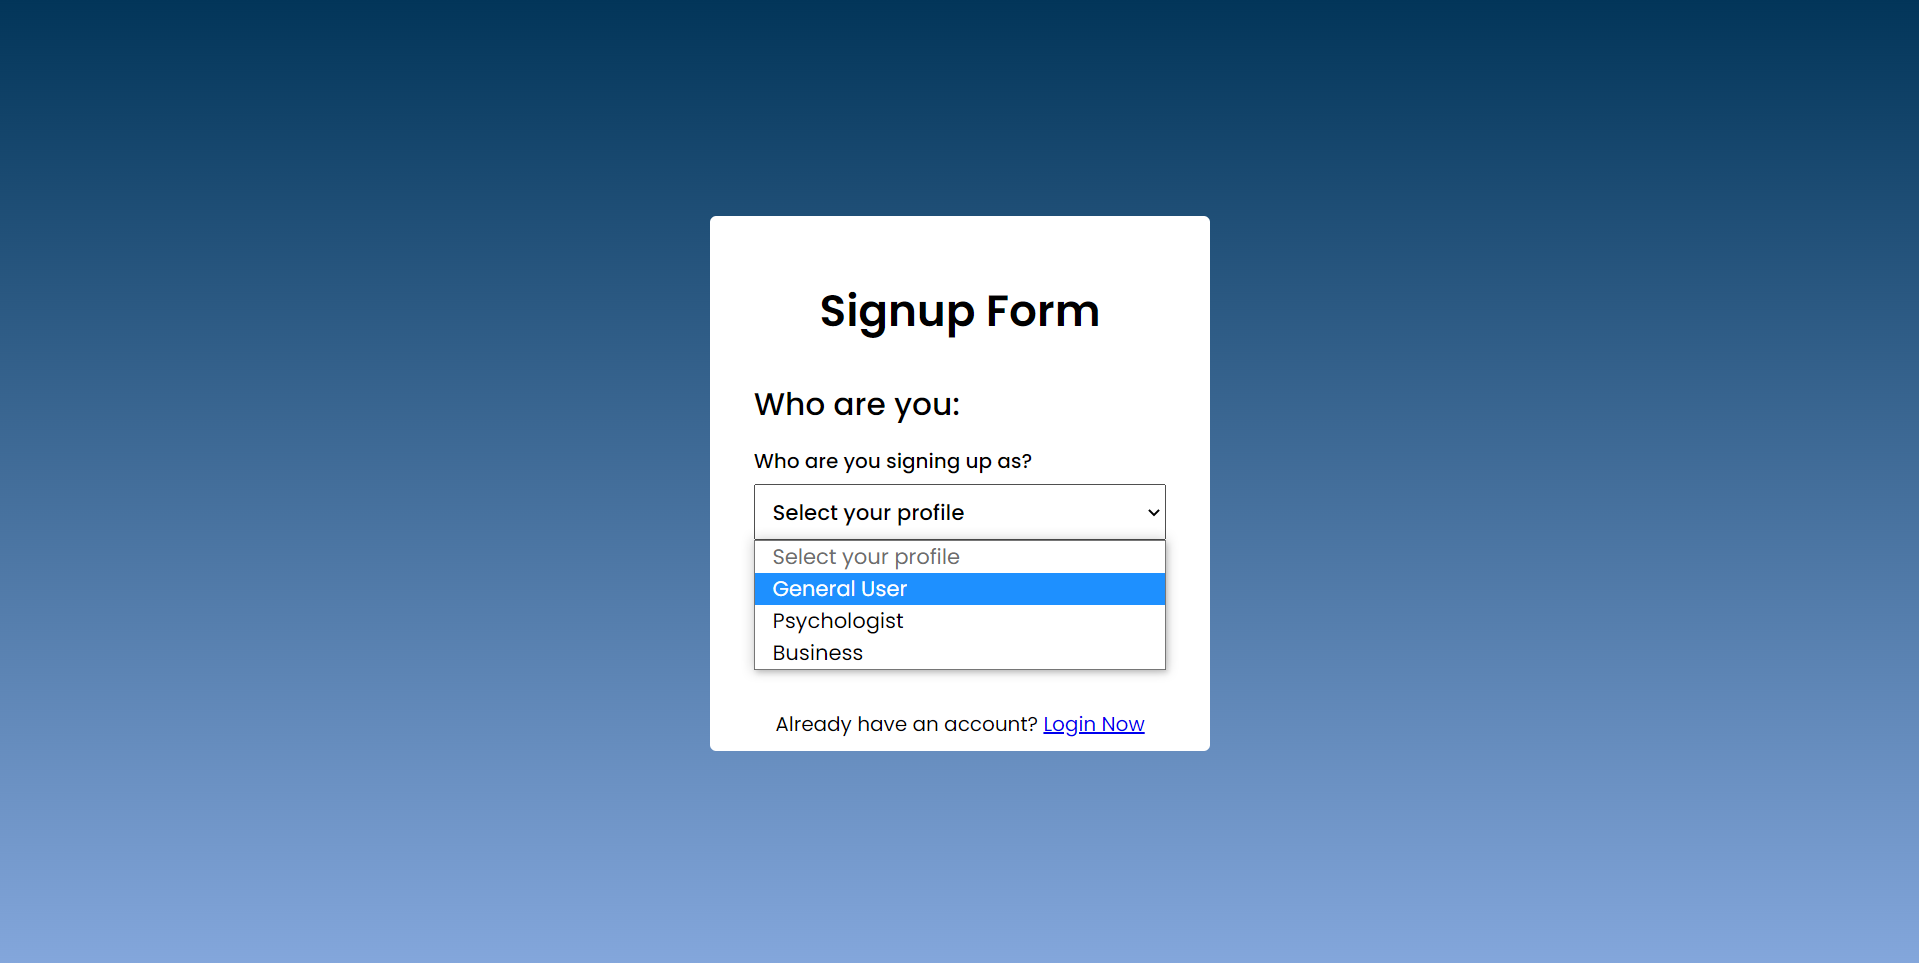 Signup Form
Who are you:
Who are you signing up as?
Select your profile
Select your profile
General User
Psychologist
Business
Already have an account? Login Now